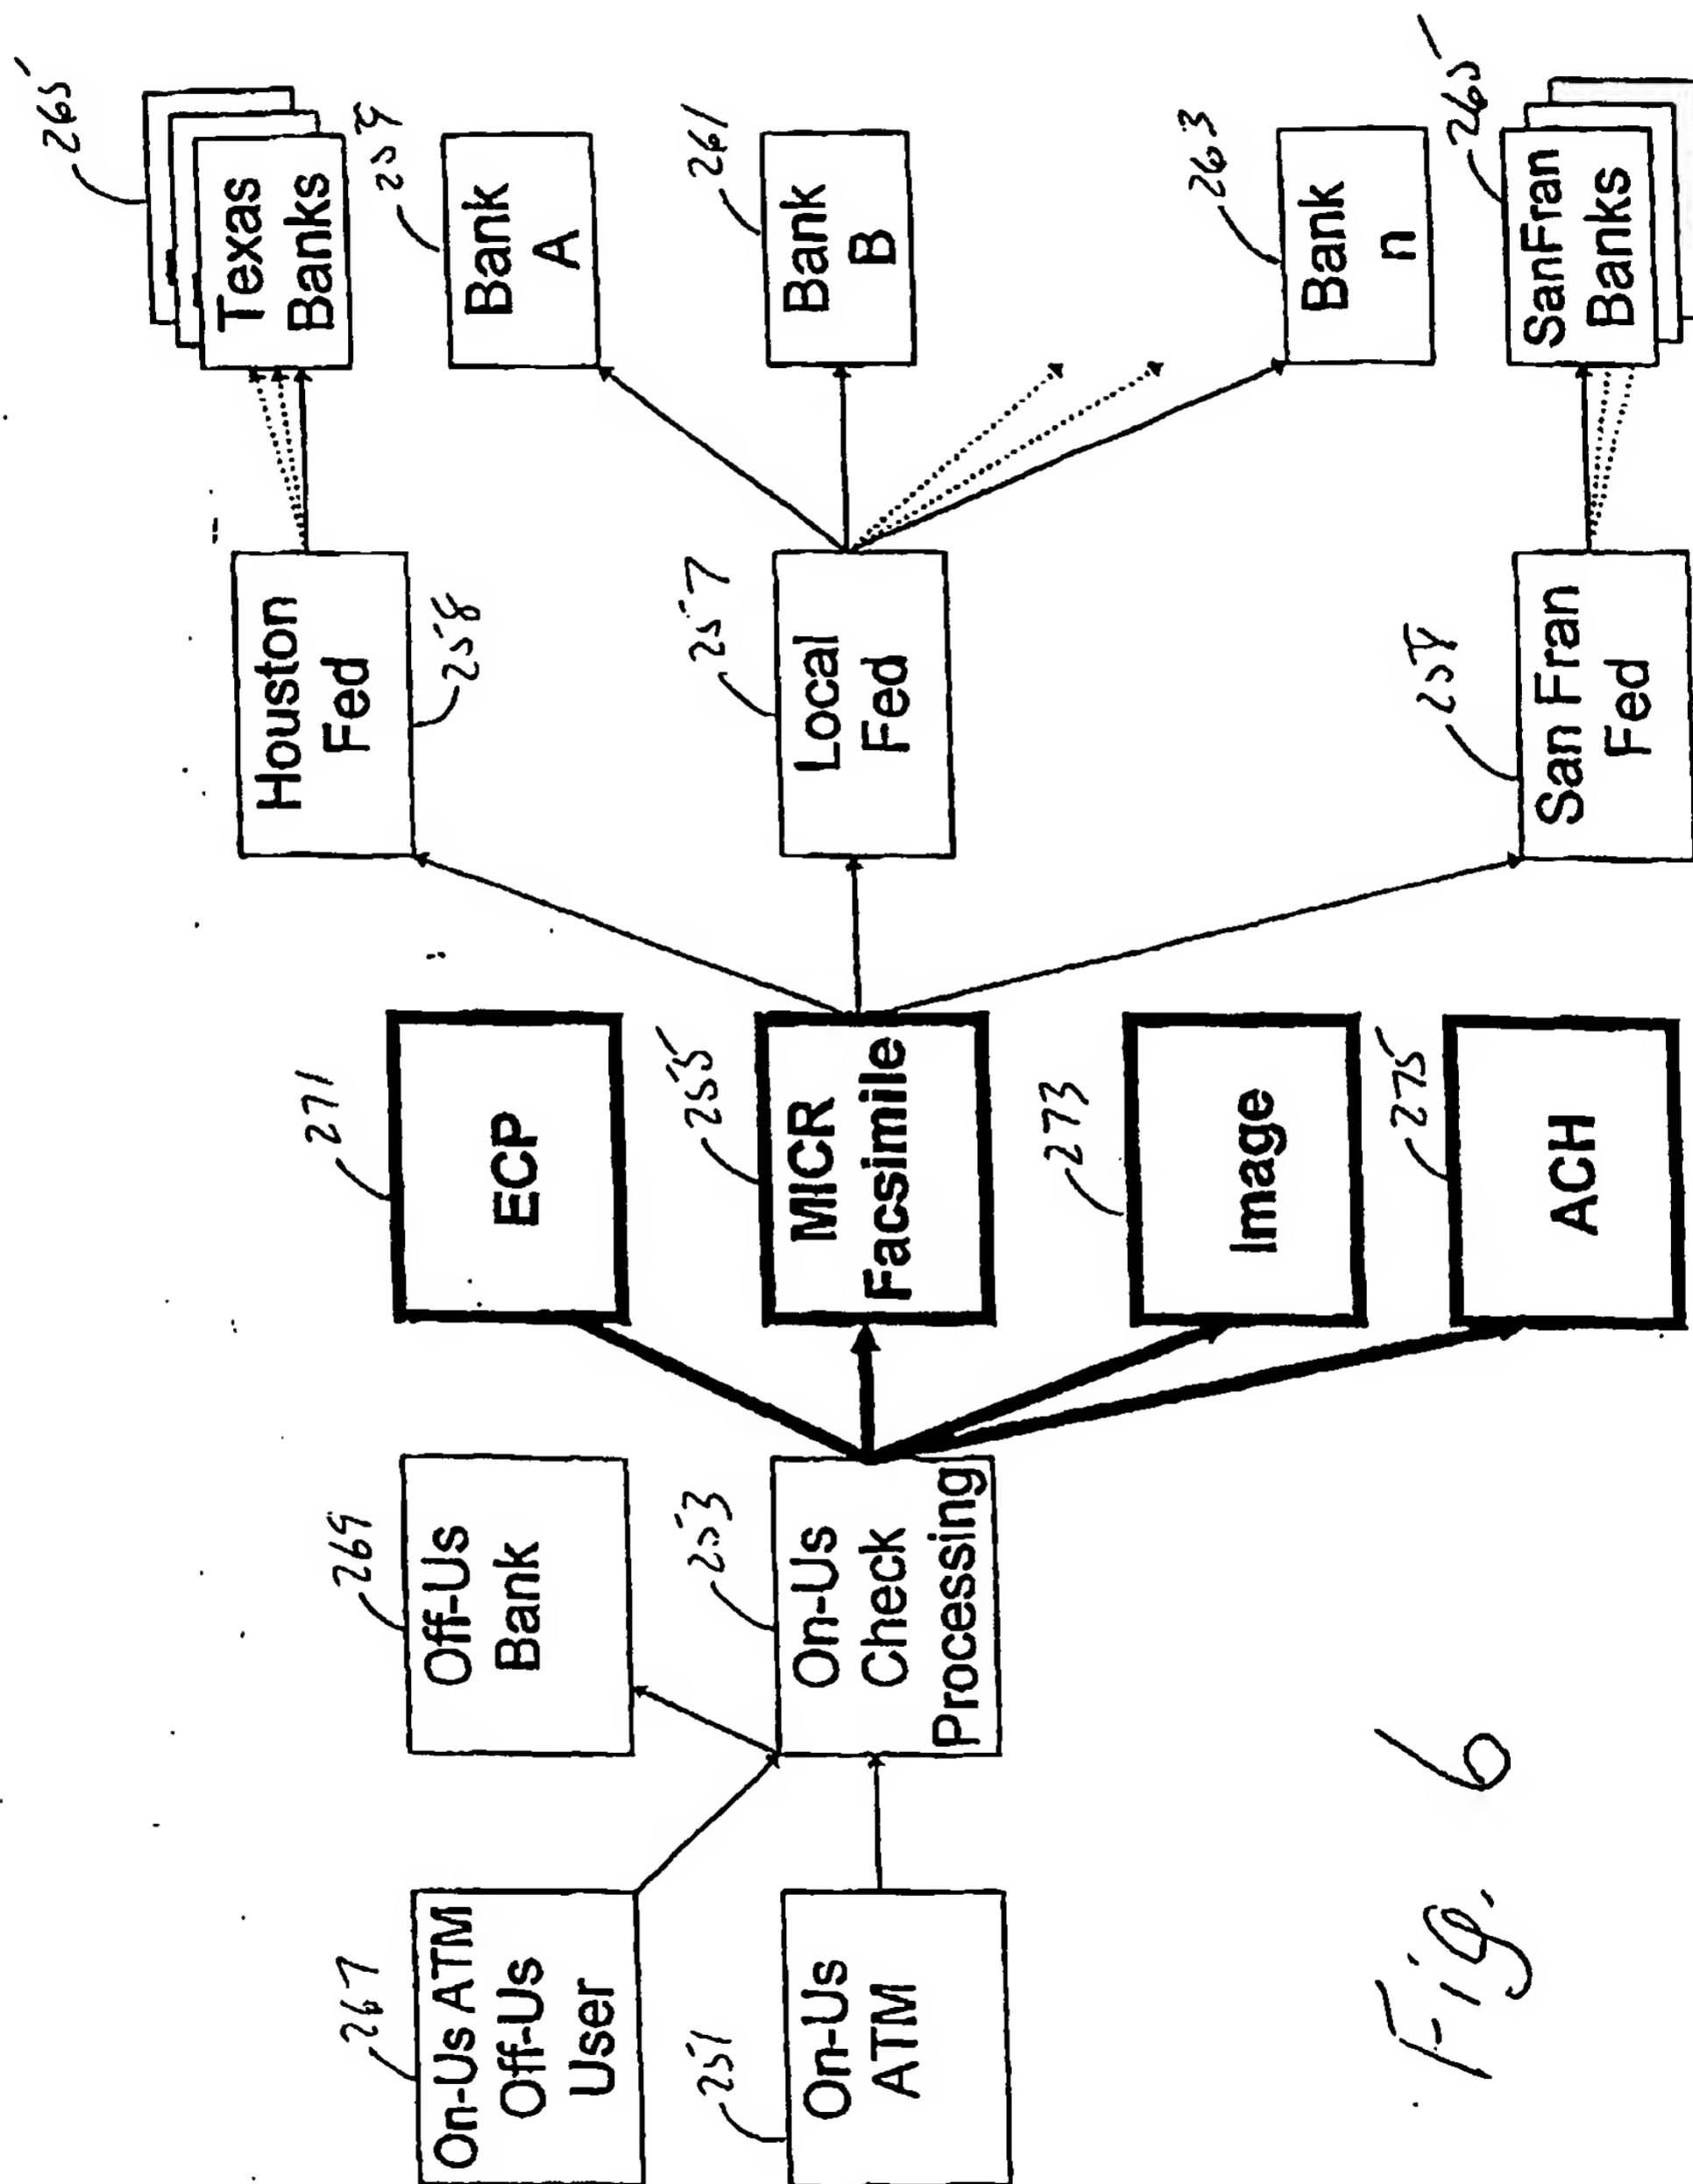 265
Texas
Banks
Houston
Fed
258
259
Bank
A
271
ECP
269
Off-Us
Bank
267
On-Us ATM
Off-Us
User
261
Bank
B
257
Local
Fed
255
MICR
Facsimile
253
On-Us
Check
Processing
251
On-Us
ATM
263
Bank
n
273
Image
265
SanFran
Banks
258
San Fran
Fed
275
ACH
Fig. 6